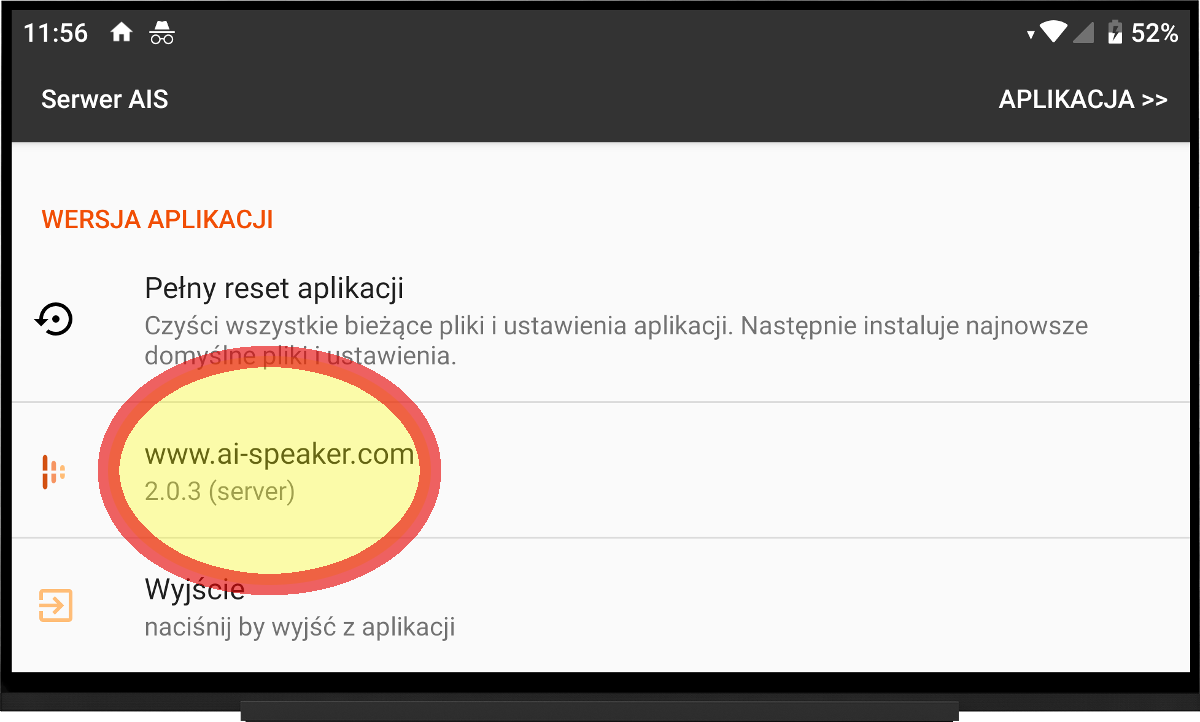 11:56
52%
Serwer AIS
APLIKACJA >>
WERSJA APLIKACJI
Pełny reset aplikacji
Czyści wszystkie bieżące pliki i ustawienia aplikacji. Następnie instaluje najnowsze
domyślne pliki i ustawienia.
www.ai-speaker.com
2.0.3 (server)
Wyjście
naciśnij by wyjść z aplikacji